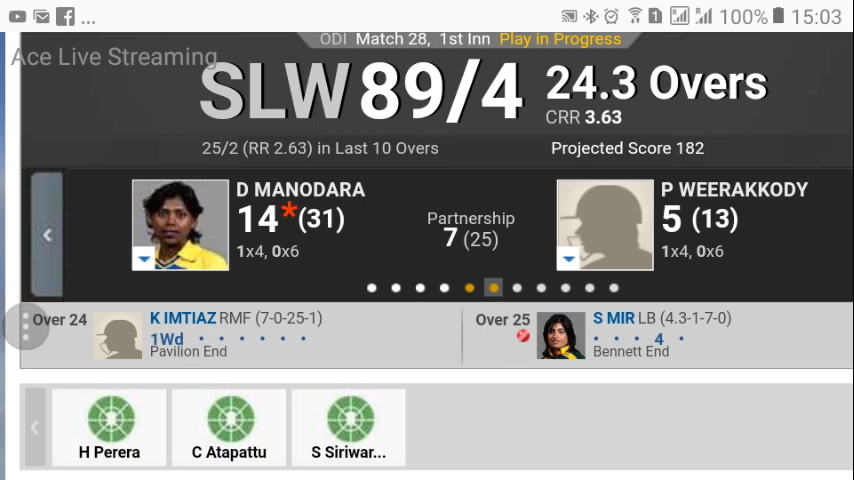 ... 1 100% 15:03
ODI Match 28, 1st Inn Play in Progress
Ace Live Streaming
SLW 89/4 24.3 Overs
CRR 3.63
25/2 (RR 2.63) in Last 10 Overs Projected Score 182
D MANODARA P WEERAKKODY
14*(31) Partnership 5 (13)
7 (25)
1x4, 0x6 1x4, 0x6
Over 24 K IMTIAZ RMF (7-0-25-1) Over 25 S MIR LB (4.3-1-7-0)
1Wd • • • • • • • • • 4 •
Pavilion End Bennett End
H Perera C Atapattu S Siriwar...